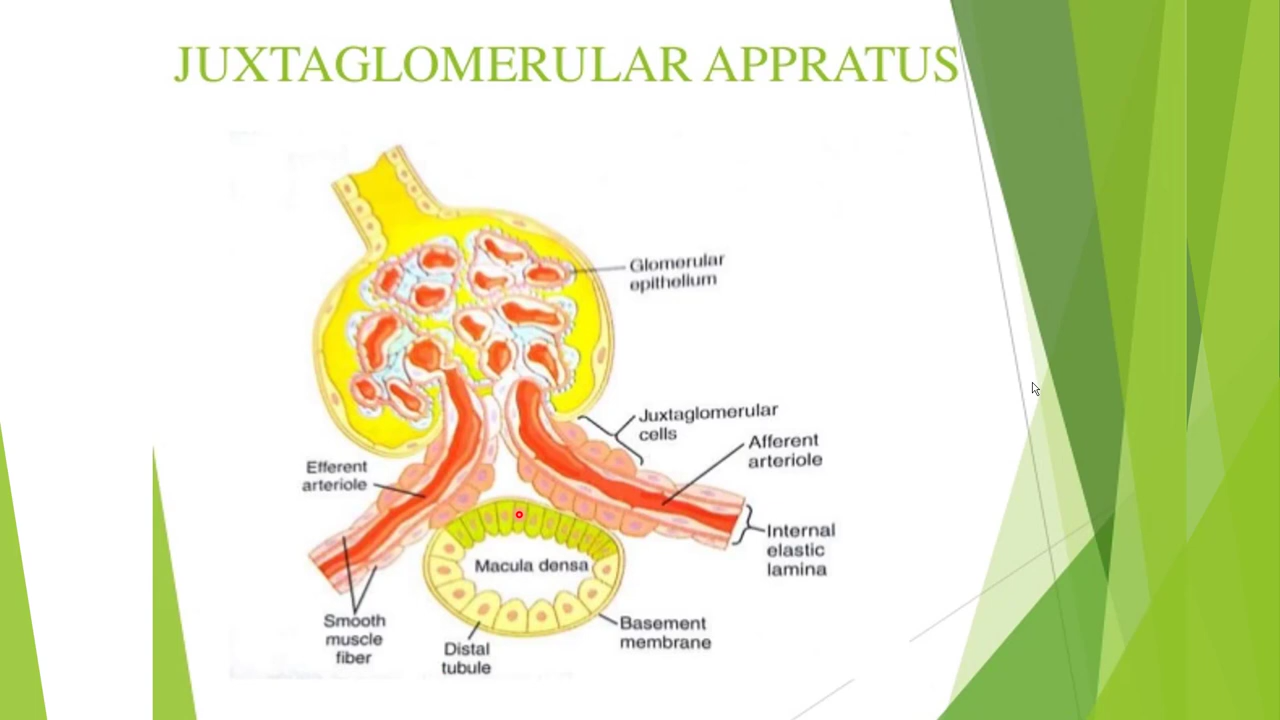 JUXTAGLOMERULAR APPRATUS
Glomerular
epithelium
Juxtaglomerular
cells
Afferent
arteriole
Efferent
arteriole
Internal
elastic
lamina
Macula densa
Smooth
muscle
fiber
Basement
membrane
Distal
tubule